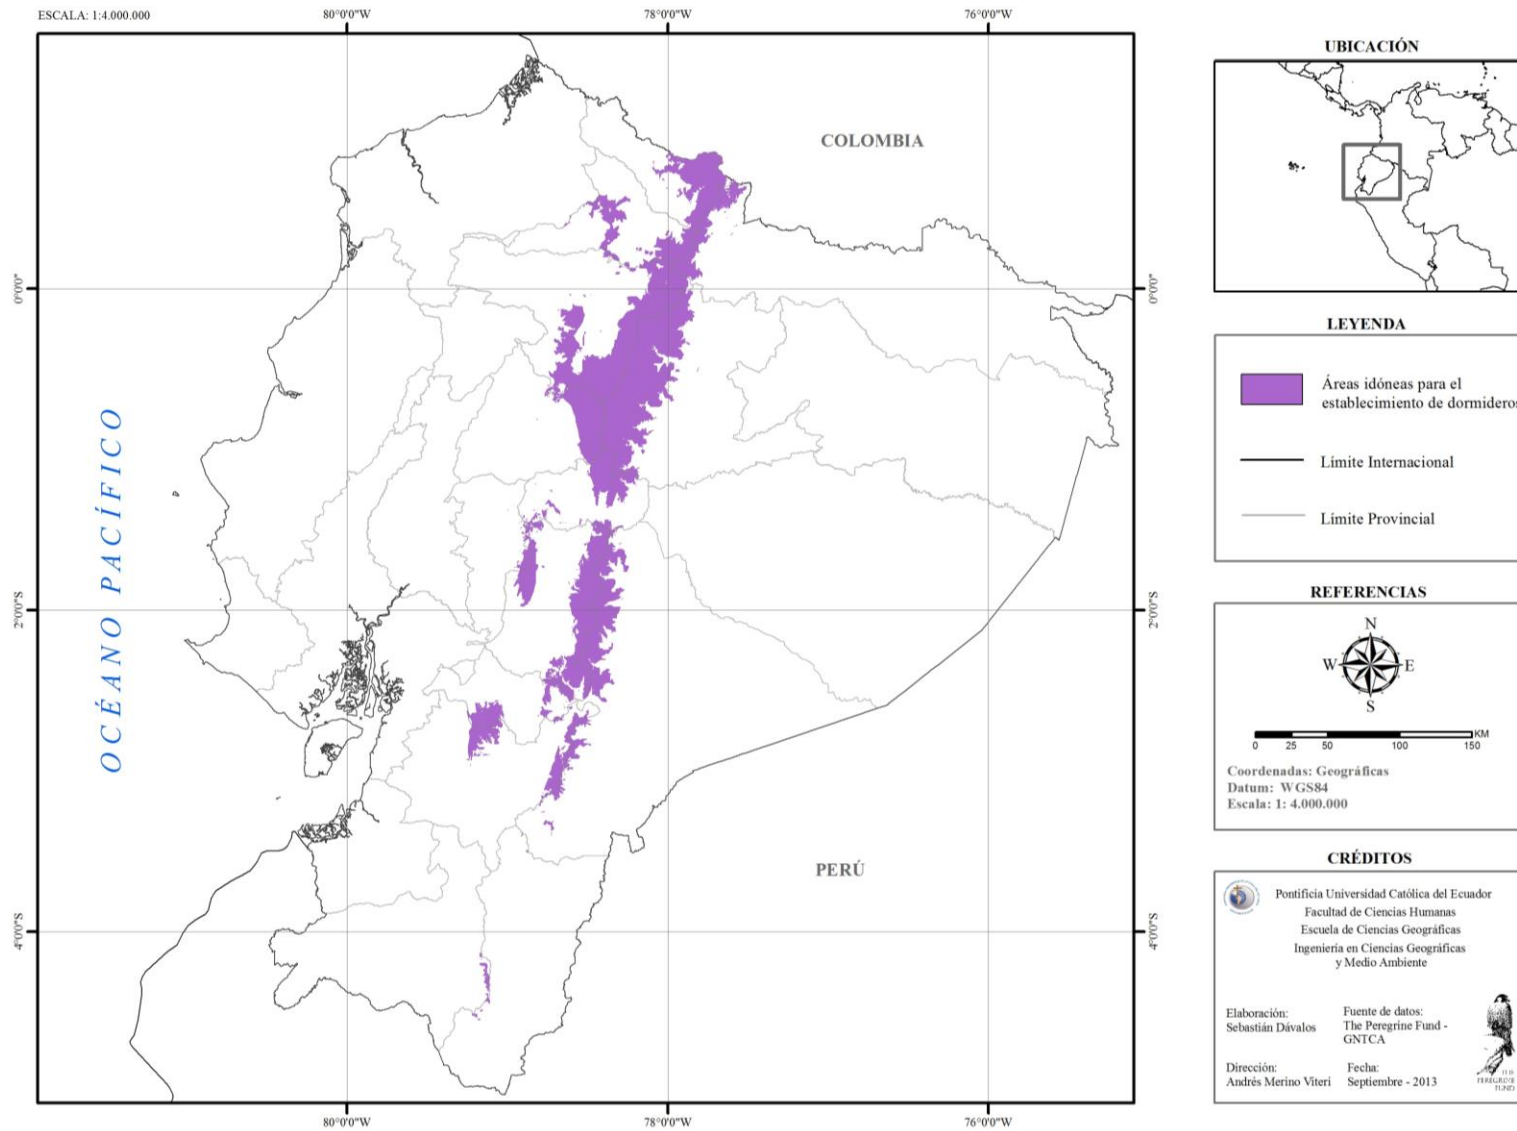 ESCALA: 1:4.000.000
80°0'0"W
78°0'0"W
76°0'0"W
0°0'0"
2°0'0"S
4°0'0"S
OCÉANO PACÍFICO
COLOMBIA
PERÚ
0°0'0"
2°0'0"S
4°0'0"S
80°0'0"W
78°0'0"W
76°0'0"W
UBICACIÓN
LEYENDA
Áreas idóneas para el
establecimiento de dormideros
Límite Internacional
Límite Provincial
REFERENCIAS
N
W
E
S
KM
0 25 50 100 150
Coordenadas: Geográficas
Datum: WGS84
Escala: 1: 4.000.000
CRÉDITOS
Pontificia Universidad Católica del Ecuador
Facultad de Ciencias Humanas
Escuela de Ciencias Geográficas
Ingeniería en Ciencias Geográficas
y Medio Ambiente
Elaboración:
Sebastián Dávalos
Fuente de datos:
The Peregrine Fund -
GNTCA
Dirección:
Andrés Merino Viteri
Fecha:
Septiembre - 2013
THE
PEREGRINE
FUND